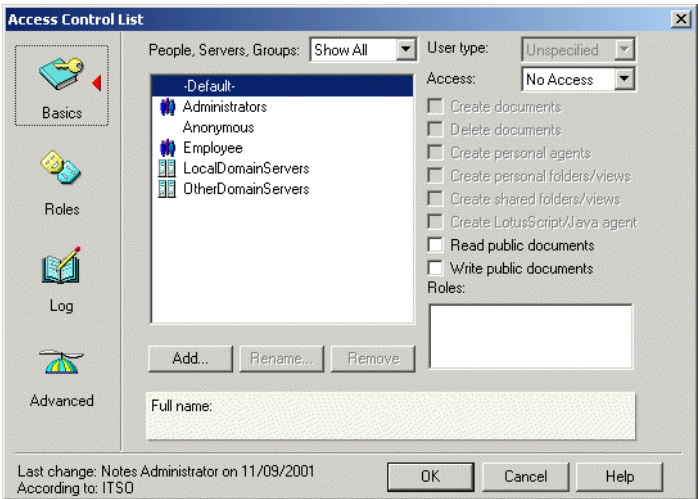 Access Control List
People, Servers, Groups: Show All
User type: Unspecified
Access: No Access
Basics
Roles
Log
Advanced
-Default-
Administrators
Anonymous
Employee
LocalDomainServers
OtherDomainServers
Create documents
Delete documents
Create personal agents
Create personal folders/views
Create shared folders/views
Create LotusScript/Java agent
Read public documents
Write public documents
Roles:
Add... Rename... Remove
Full name:
Last change: Notes Administrator on 11/09/2001
According to: ITSO
OK Cancel Help